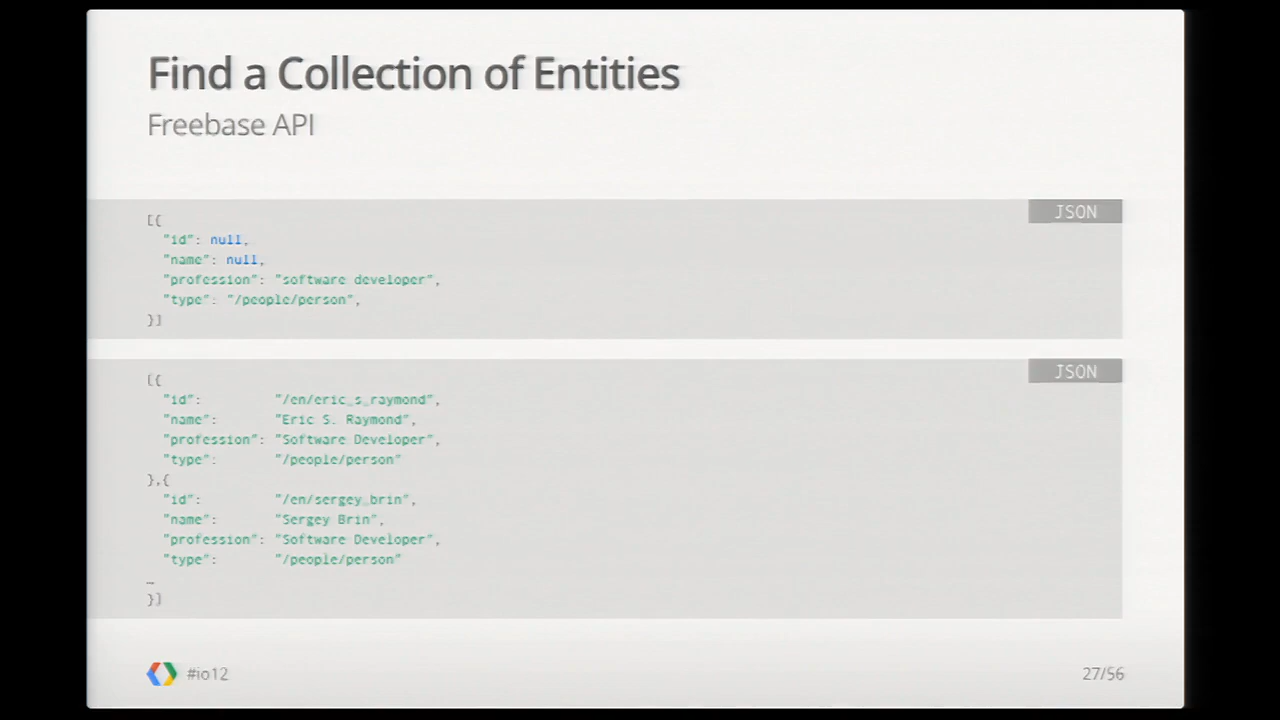 Find a Collection of Entities
Freebase API
JSON
[{
"id": null,
"name": null,
"profession": "software developer",
"type": "/people/person",
}]
JSON
[{
"id": "/en/eric_s_raymond",
"name": "Eric S. Raymond",
"profession": "Software Developer",
"type": "/people/person"
},{
"id": "/en/sergey_brin",
"name": "Sergey Brin",
"profession": "Software Developer",
"type": "/people/person"
…
}]
#io12
27/56